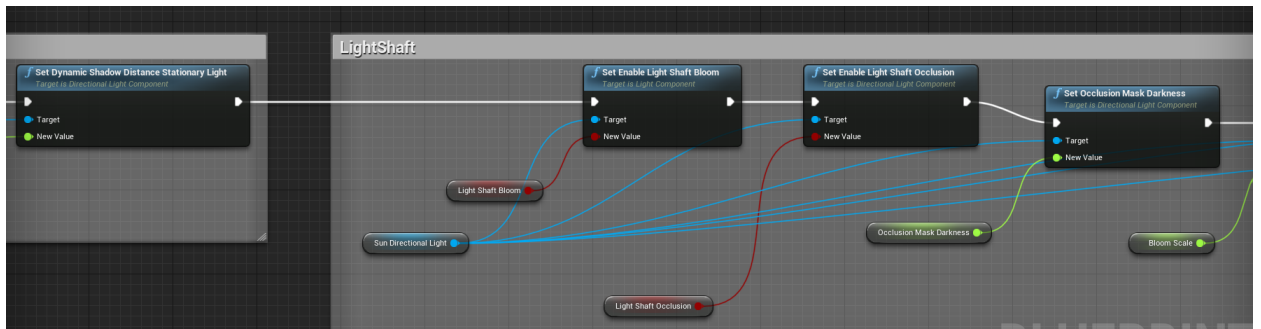 LightShaft
Set Dynamic Shadow Distance Stationary Light
Target is Directional Light Component
Target
New Value
Set Enable Light Shaft Bloom
Target is Light Component
Target
New Value
Set Enable Light Shaft Occlusion
Target is Directional Light Component
Target
New Value
Set Occlusion Mask Darkness
Target is Directional Light Component
Target
New Value
Light Shaft Bloom
Sun Directional Light
Occlusion Mask Darkness
Bloom Scale
Light Shaft Occlusion